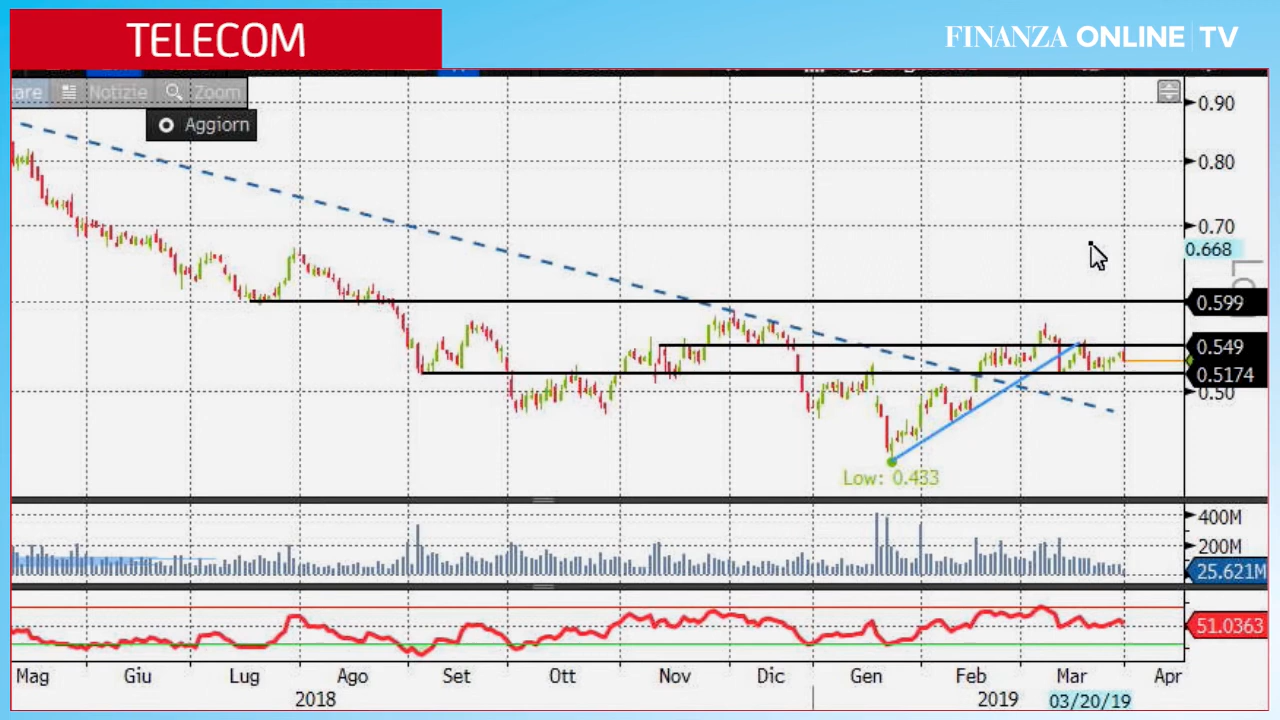 TELECOM
FINANZA ONLINE TV
are Notizie Zoom
Aggiorn
0.90
0.80
0.70
0.668
0.599
0.549
0.5174
0.50
Low: 0.433
400M
200M
25.621M
51.0363
Mag Giu Lug Ago Set Ott Nov Dic Gen Feb Mar Apr
2018 2019 03/20/19